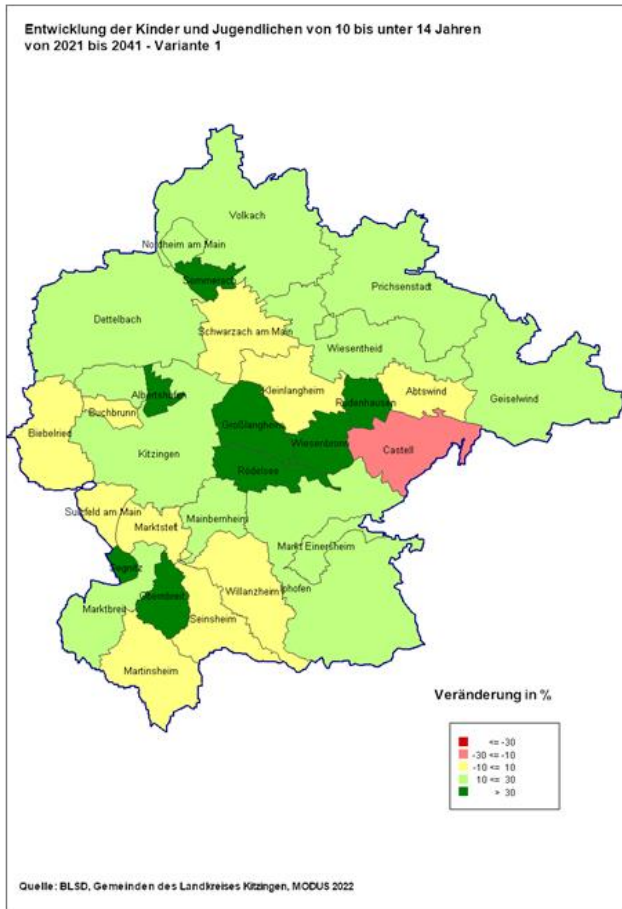 Entwicklung der Kinder und Jugendlichen von 10 bis unter 14 Jahren
von 2021 bis 2041 - Variante 1
Volkach
Nordheim am Main
Sommerach
Prichsenstadt
Dettelbach
Schwarzach am Main
Wiesentheid
Kleinlangheim
Abtswind
Rüdenhausen
Geiselwind
Albertshofen
Buchbrunn
Biebelried
Großlangheim
Wiesenbronn
Castell
Kitzingen
Rödelsee
Sulzfeld am Main
Mainbernheim
Marktstef
Markt Einersheim
Segnitz
Iphofen
Willanzheim
Obernbreit
Marktbreit
Seinsheim
Martinsheim
Veränderung in %
<= -30
-30 <= -10
-10 <= 10
10 <= 30
> 30
Quelle: BLSD, Gemeinden des Landkreises Kitzingen, MODUS 2022